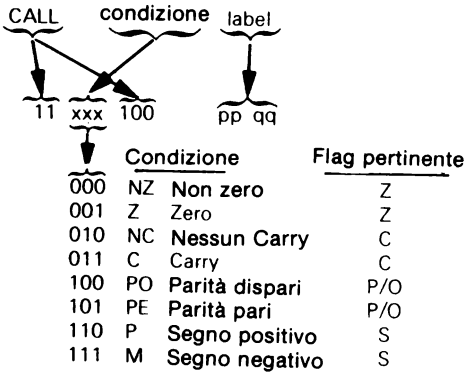 CALL condizione label
11 xxx 100 pp qq
Condizione Flag pertinente
000 NZ Non zero Z
001 Z Zero Z
010 NC Nessun Carry C
011 C Carry C
100 PO Parità dispari P/O
101 PE Parità pari P/O
110 P Segno positivo S
111 M Segno negativo S